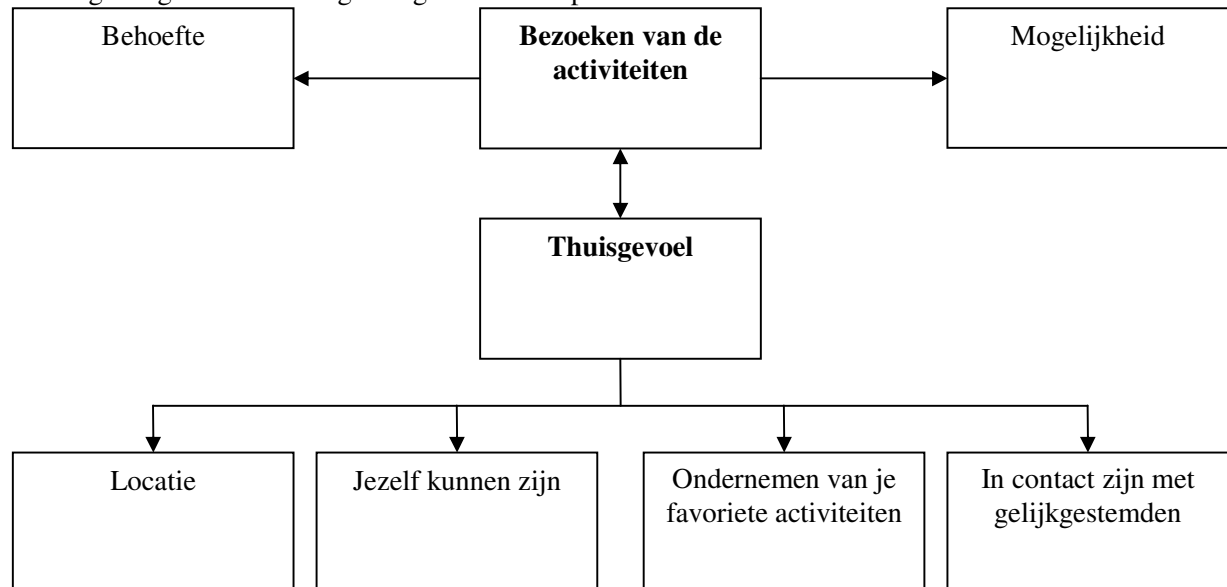 Behoefte
Bezoeken van de
activiteiten
Mogelijkheid
Thuisgevoel
Locatie
Jezelf kunnen zijn
Ondernemen van je
favoriete activiteiten
In contact zijn met
gelijkgestemden